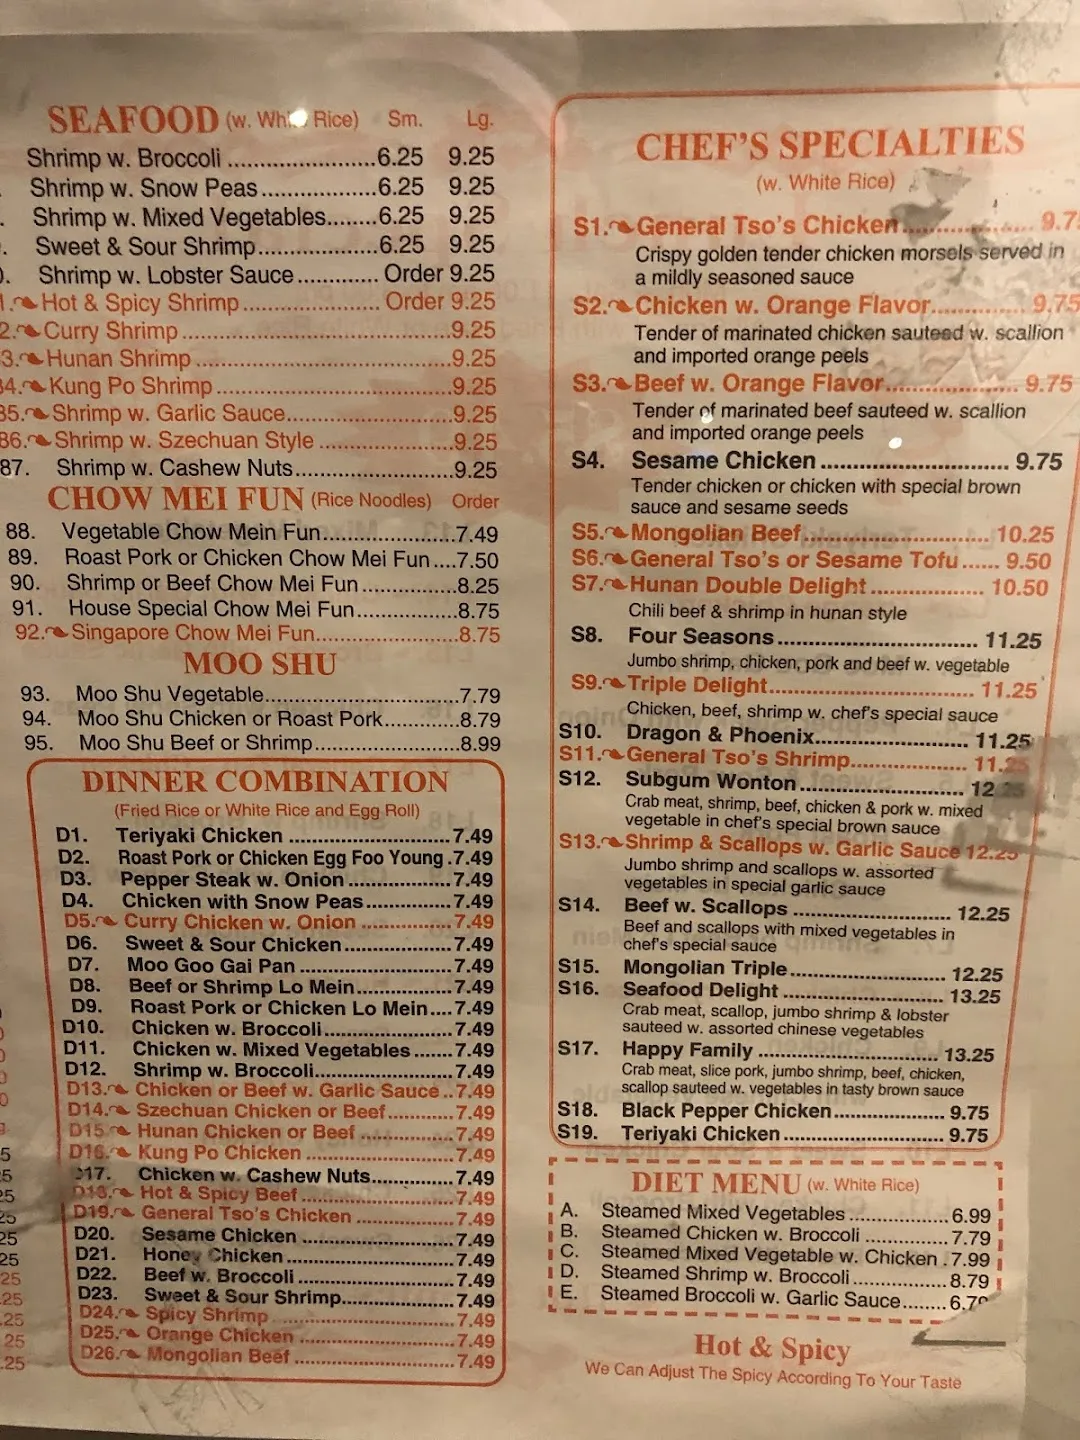 SEAFOOD (w. White Rice) Sm. Lg.
Shrimp w. Broccoli 6.25 9.25
Shrimp w. Snow Peas 6.25 9.25
Shrimp w. Mixed Vegetables 6.25 9.25
Sweet & Sour Shrimp 6.25 9.25
Shrimp w. Lobster Sauce Order 9.25
Hot & Spicy Shrimp Order 9.25
Curry Shrimp 9.25
Hunan Shrimp 9.25
84. Kung Po Shrimp 9.25
85. Shrimp w. Garlic Sauce 9.25
86. Shrimp w. Szechuan Style 9.25
87. Shrimp w. Cashew Nuts 9.25
CHOW MEI FUN (Rice Noodles) Order
88. Vegetable Chow Mein Fun 7.49
89. Roast Pork or Chicken Chow Mei Fun 7.50
90. Shrimp or Beef Chow Mei Fun 8.25
91. House Special Chow Mei Fun 8.75
92. Singapore Chow Mei Fun 8.75
MOO SHU
93. Moo Shu Vegetable 7.79
94. Moo Shu Chicken or Roast Pork 8.79
95. Moo Shu Beef or Shrimp 8.99
DINNER COMBINATION
(Fried Rice or White Rice and Egg Roll)
D1. Teriyaki Chicken 7.49
D2. Roast Pork or Chicken Egg Foo Young 7.49
D3. Pepper Steak w. Onion 7.49
D4. Chicken with Snow Peas 7.49
D5. Curry Chicken w. Onion 7.49
D6. Sweet & Sour Chicken 7.49
D7. Moo Goo Gai Pan 7.49
D8. Beef or Shrimp Lo Mein 7.49
D9. Roast Pork or Chicken Lo Mein 7.49
D10. Chicken w. Broccoli 7.49
D11. Chicken w. Mixed Vegetables 7.49
D12. Shrimp w. Broccoli 7.49
D13. Chicken or Beef w. Garlic Sauce 7.49
D14. Szechuan Chicken or Beef 7.49
D15. Hunan Chicken or Beef 7.49
D16. Kung Po Chicken 7.49
D17. Chicken w. Cashew Nuts 7.49
D18. Hot & Spicy Beef 7.49
D19. General Tso's Chicken 7.49
D20. Sesame Chicken 7.49
D21. Honey Chicken 7.49
D22. Beef w. Broccoli 7.49
D23. Sweet & Sour Shrimp 7.49
D24. Spicy Shrimp 7.49
D25. Orange Chicken 7.49
D26. Mongolian Beef 7.49
CHEF'S SPECIALTIES
(w. White Rice)
S1. General Tso's Chicken 9.7
Crispy golden tender chicken morsels served in
a mildly seasoned sauce
S2. Chicken w. Orange Flavor 9.75
Tender of marinated chicken sauteed w. scallion
and imported orange peels
S3. Beef w. Orange Flavor 9.75
Tender of marinated beef sauteed w. scallion
and imported orange peels
S4. Sesame Chicken 9.75
Tender chicken or chicken with special brown
sauce and sesame seeds
S5. Mongolian Beef 10.25
S6. General Tso's or Sesame Tofu 9.50
S7. Hunan Double Delight 10.50
Chili beef & shrimp in hunan style
S8. Four Seasons 11.25
Jumbo shrimp, chicken, pork and beef w. vegetable
S9. Triple Delight 11.25
Chicken, beef, shrimp w. chef's special sauce
S10. Dragon & Phoenix 11.25
S11. General Tso's Shrimp 11.25
S12. Subgum Wonton 12.25
Crab meat, shrimp, beef, chicken & pork w. mixed
vegetable in chef's special brown sauce
S13. Shrimp & Scallops w. Garlic Sauce 12.25
Jumbo shrimp and scallops w. assorted
vegetables in special garlic sauce
S14. Beef w. Scallops 12.25
Beef and scallops with mixed vegetables in
chef's special sauce
S15. Mongolian Triple 12.25
S16. Seafood Delight 13.25
Crab meat, scallop, jumbo shrimp & lobster
sauteed w. assorted chinese vegetables
S17. Happy Family 13.25
Crab meat, slice pork, jumbo shrimp, beef, chicken,
scallop sauteed w. vegetables in tasty brown sauce
S18. Black Pepper Chicken 9.75
S19. Teriyaki Chicken 9.75
DIET MENU (w. White Rice)
A. Steamed Mixed Vegetables 6.99
B. Steamed Chicken w. Broccoli 7.79
C. Steamed Mixed Vegetable w. Chicken 7.99
D. Steamed Shrimp w. Broccoli 8.79
E. Steamed Broccoli w. Garlic Sauce 6.79
Hot & Spicy
We Can Adjust The Spicy According To Your Taste